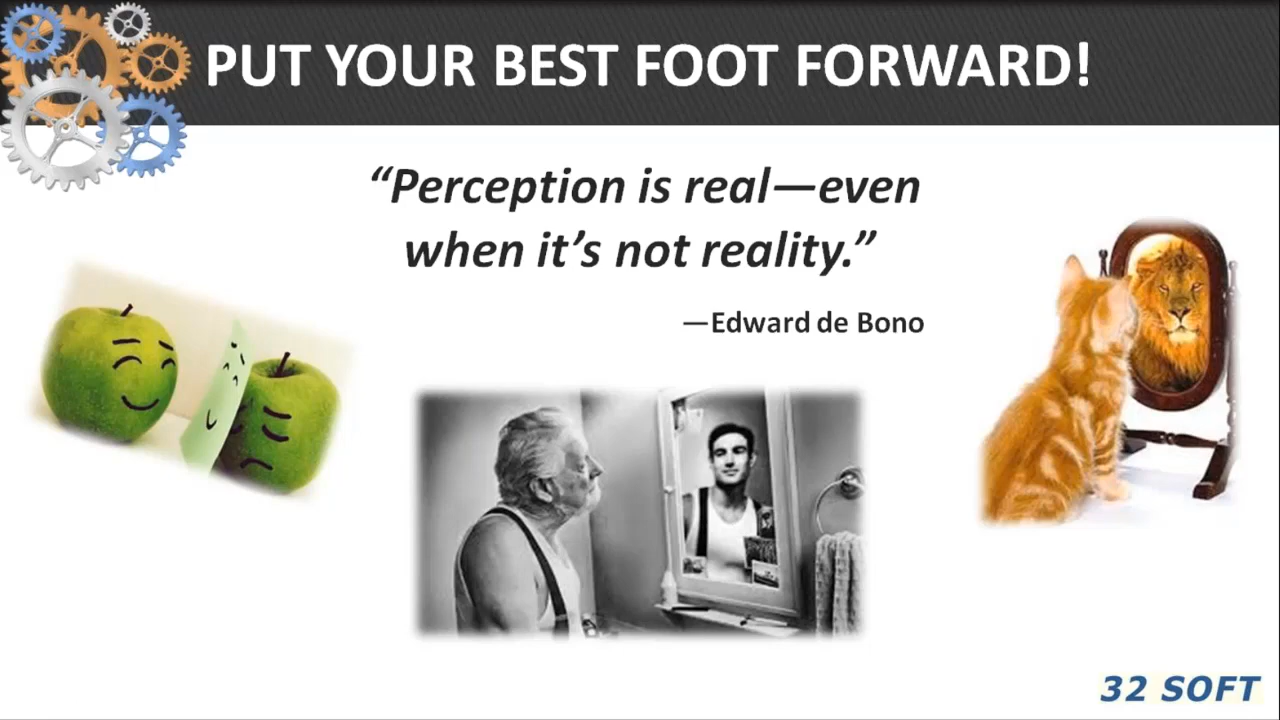 PUT YOUR BEST FOOT FORWARD!
“Perception is real—even
when it’s not reality.”
—Edward de Bono
32 SOFT